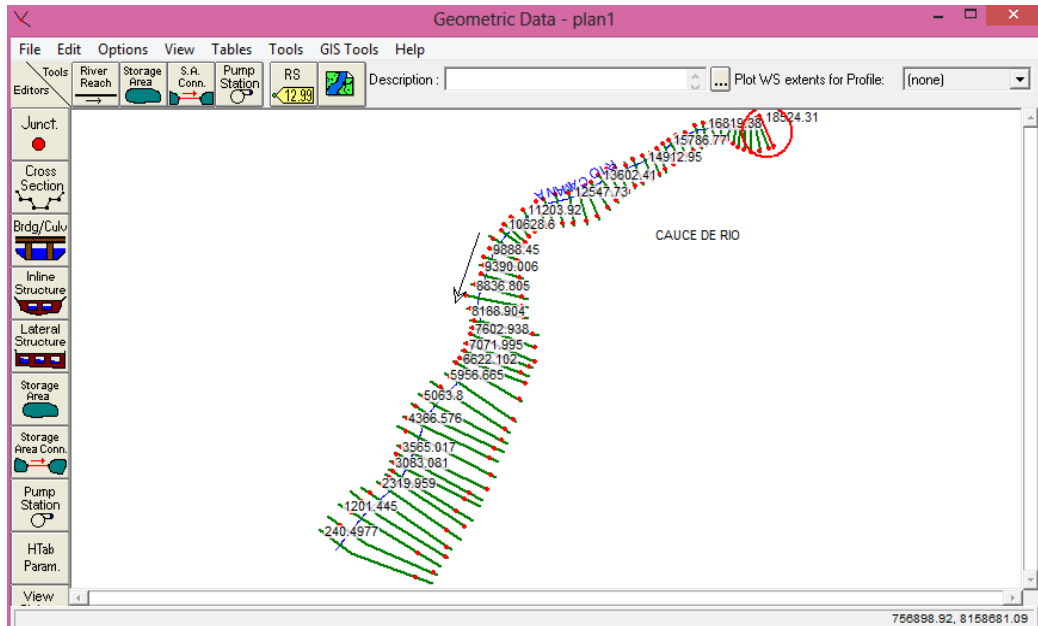 Geometric Data - plan1
File Edit Options View Tables Tools GIS Tools Help
Tools
Editors
River
Reach
Storage
Area
S.A.
Conn.
Pump
Station
RS
12.99
Description :
...
Plot WS extents for Profile:
(none)
Junct.
Cross
Section
Brdg/Culv
Inline
Structure
Lateral
Structure
Storage
Area
Storage
Area Conn.
Pump
Station
HTab
Param.
View
18524.31
16819.38
15786.77
14912.95
13602.41
12547.73
RIO CAMANA
11203.92
10628.6
CAUCE DE RIO
9888.45
9390.006
8836.805
8188.904
7602.938
7071.995
6622.102
5956.665
5063.8
4366.576
3565.017
3083.081
2319.959
1201.445
240.4977
756898.92, 8158681.09